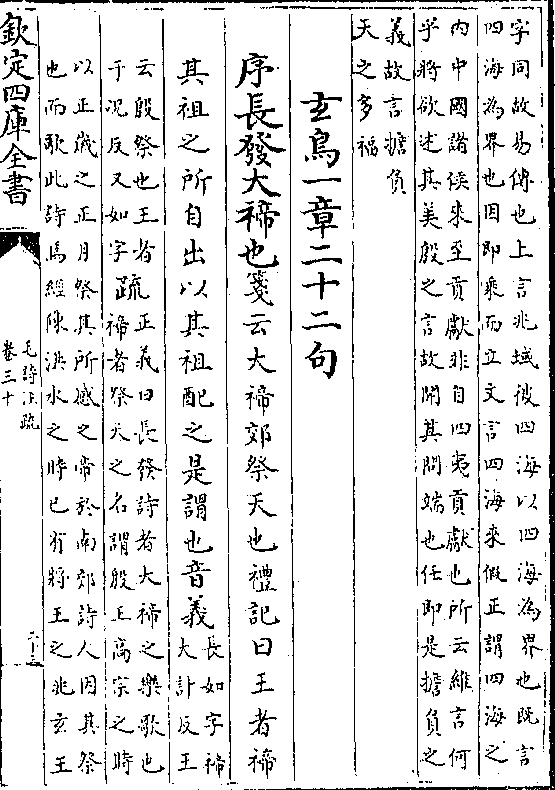 字同故易傳也上言兆域彼四海以四海為界也既言
四海為界也因即乘而立文言四海來假正謂四海之
内中國諸侯來至貢獻非自四夷貢獻也所云維言何
乎將欲述其美殷之言故開其問端也任即是擔負之
義故言擔負
天之多福
玄鳥一章二十二句
序長發大禘也箋云大禘郊祭天也禮記曰王者禘
其祖之所自出以其祖配之是謂也音義
長如字禘
大計反王
云殷祭也王者
于況反又如字
疏
正義曰長發詩者大禘之樂歌也
禘者祭天之名謂殷王高宗之時
以正歲之正月祭其所感之帝於南郊詩人因其祭
也而歌此詩焉經陳洪水之時已有將王之兆玄王
欽定四庫全書
毛詩注疏
卷三十